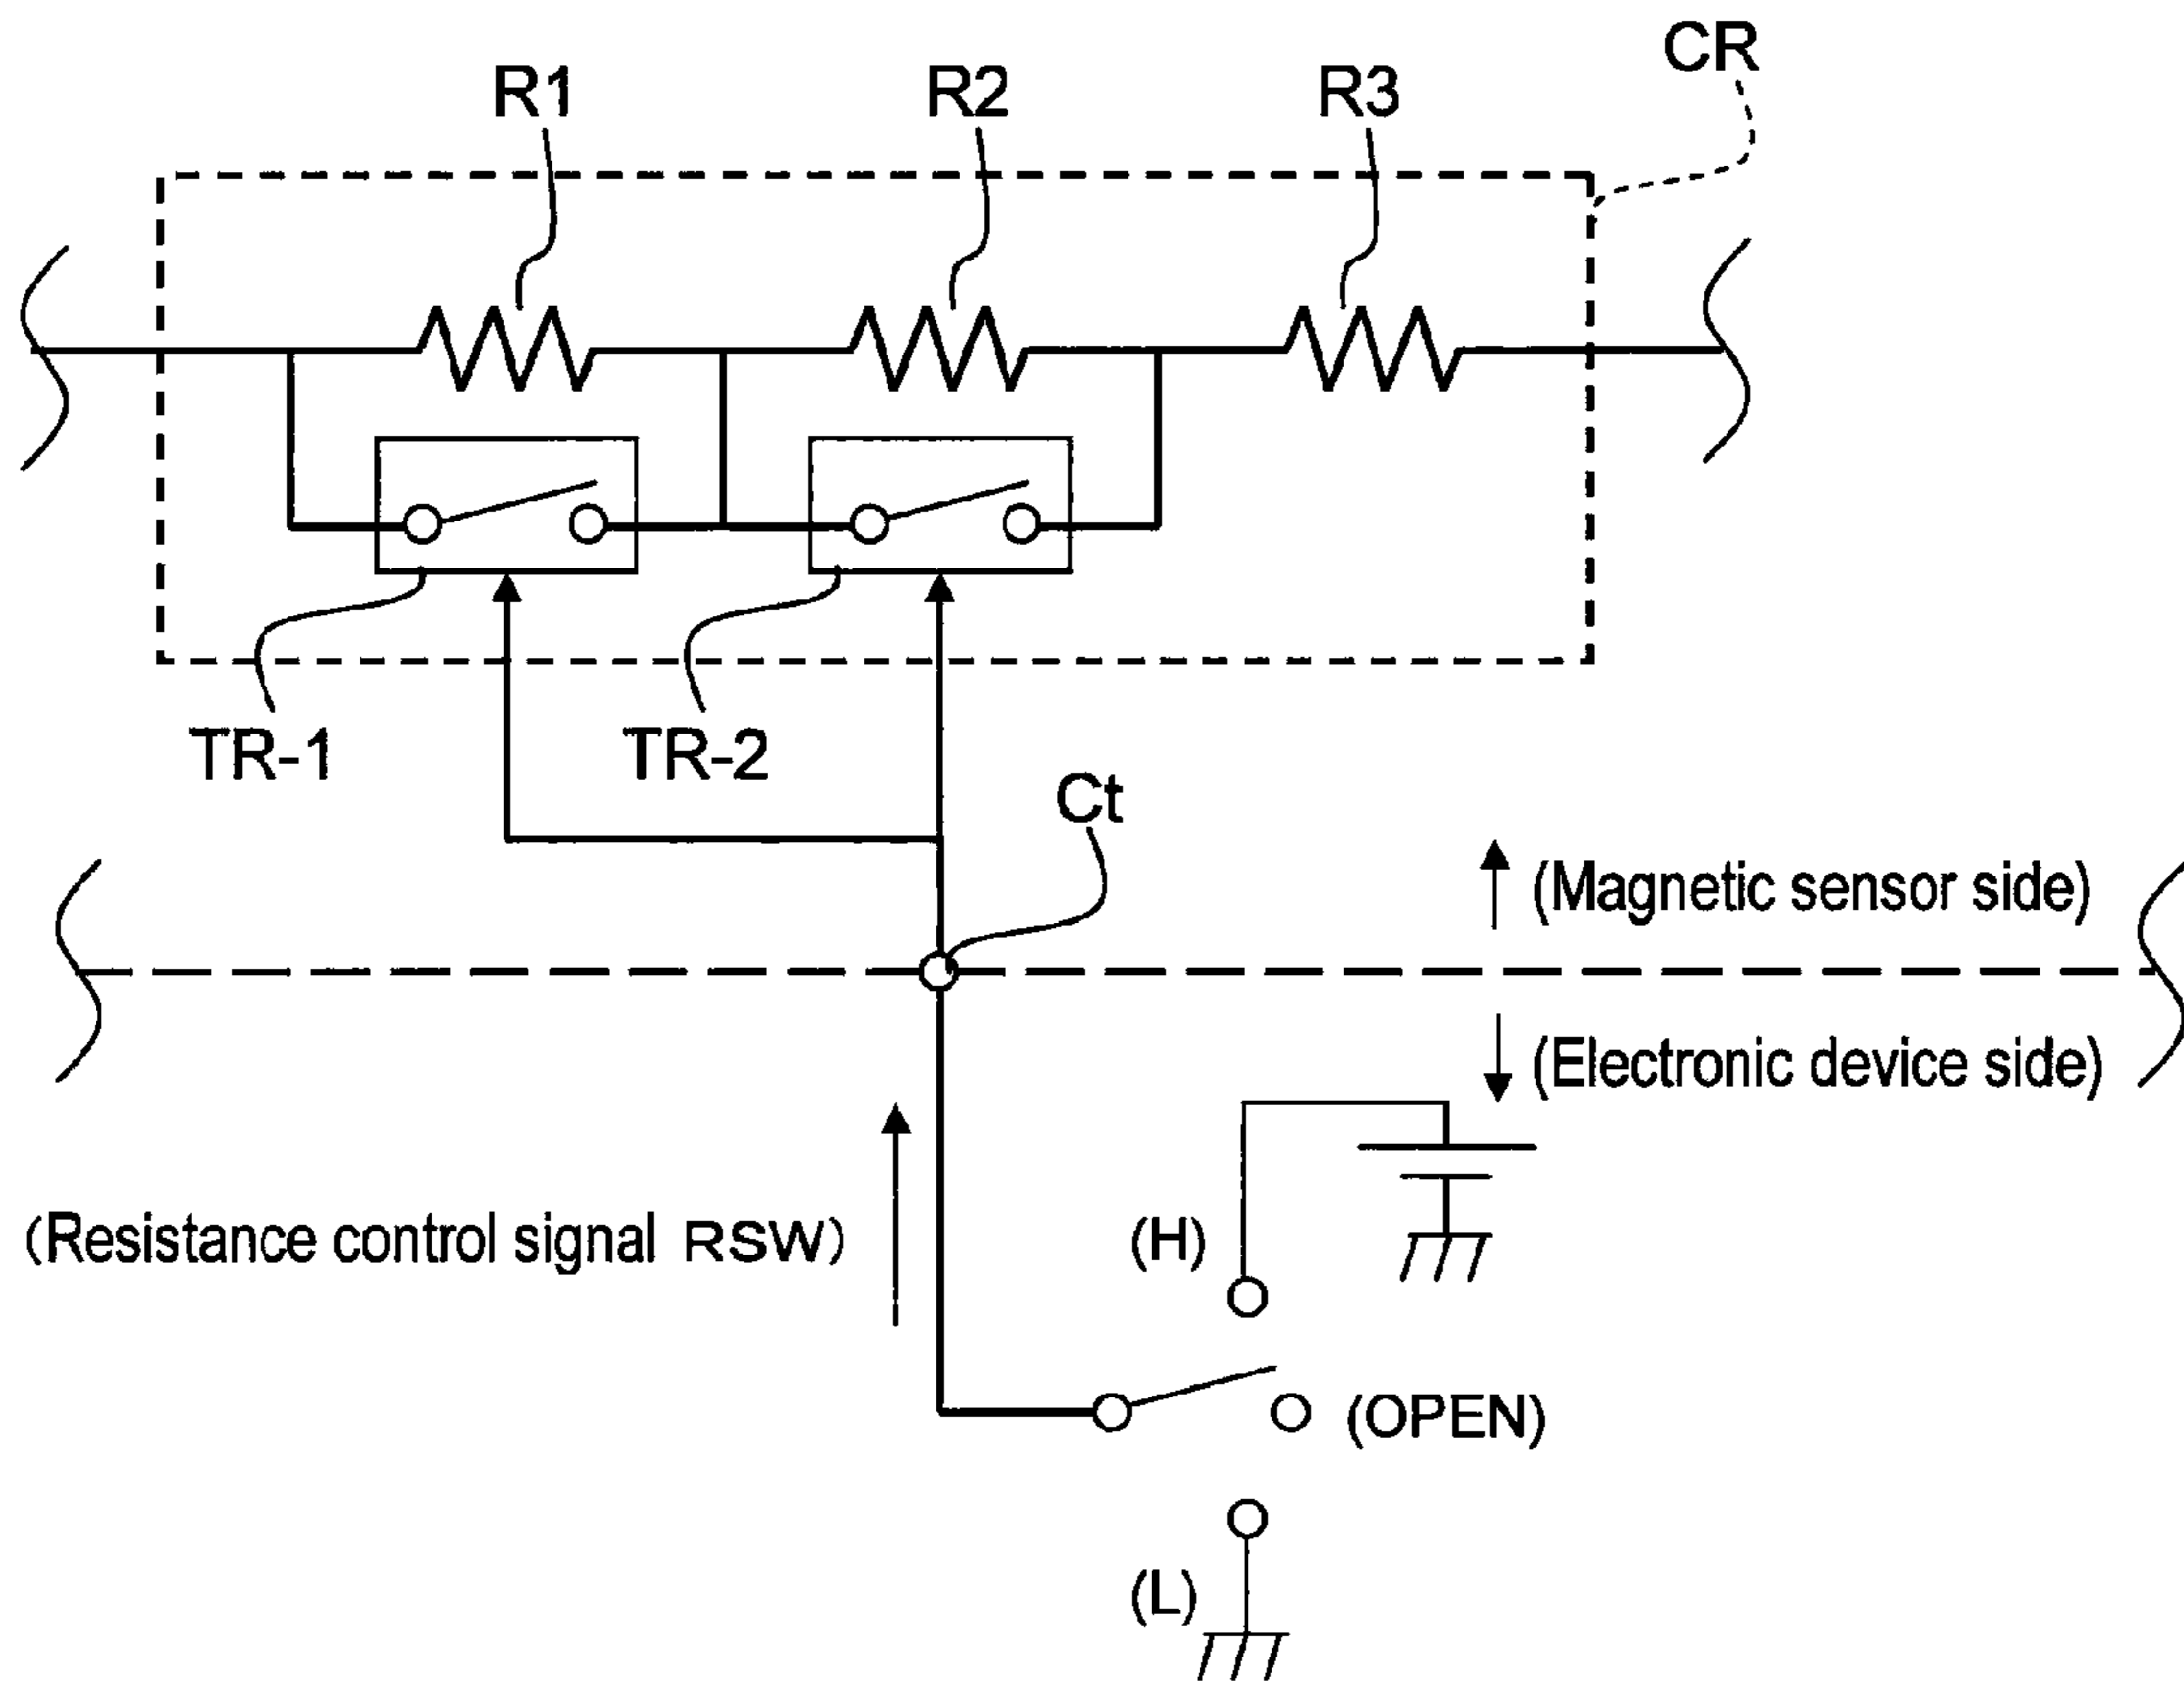 CR
R1
R2
R3
TR-1
TR-2
Ct
(Magnetic sensor side)
(Electronic device side)
(Resistance control signal RSW)
(H)
(OPEN)
(L)